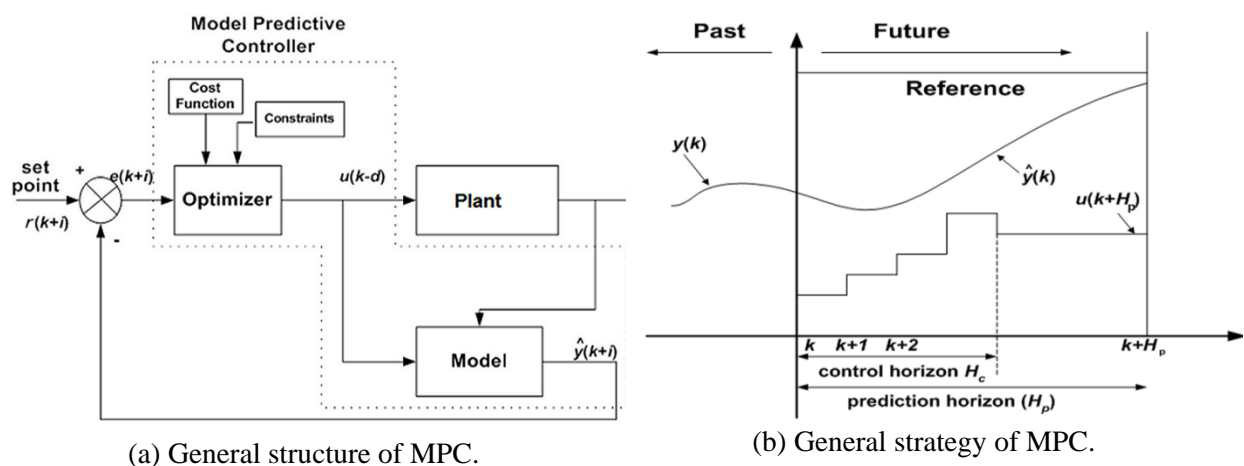 Model Predictive
Controller
Cost
Function
Constraints
set
point
+
e(k+i)
r(k+i)
-
Optimizer
u(k-d)
Plant
Model
ŷ(k+i)
(a) General structure of MPC.
Past
Future
Reference
y(k)
ŷ(k)
u(k+Hp)
k
k+1
k+2
k+Hp
control horizon Hc
prediction horizon (Hp)
(b) General strategy of MPC.